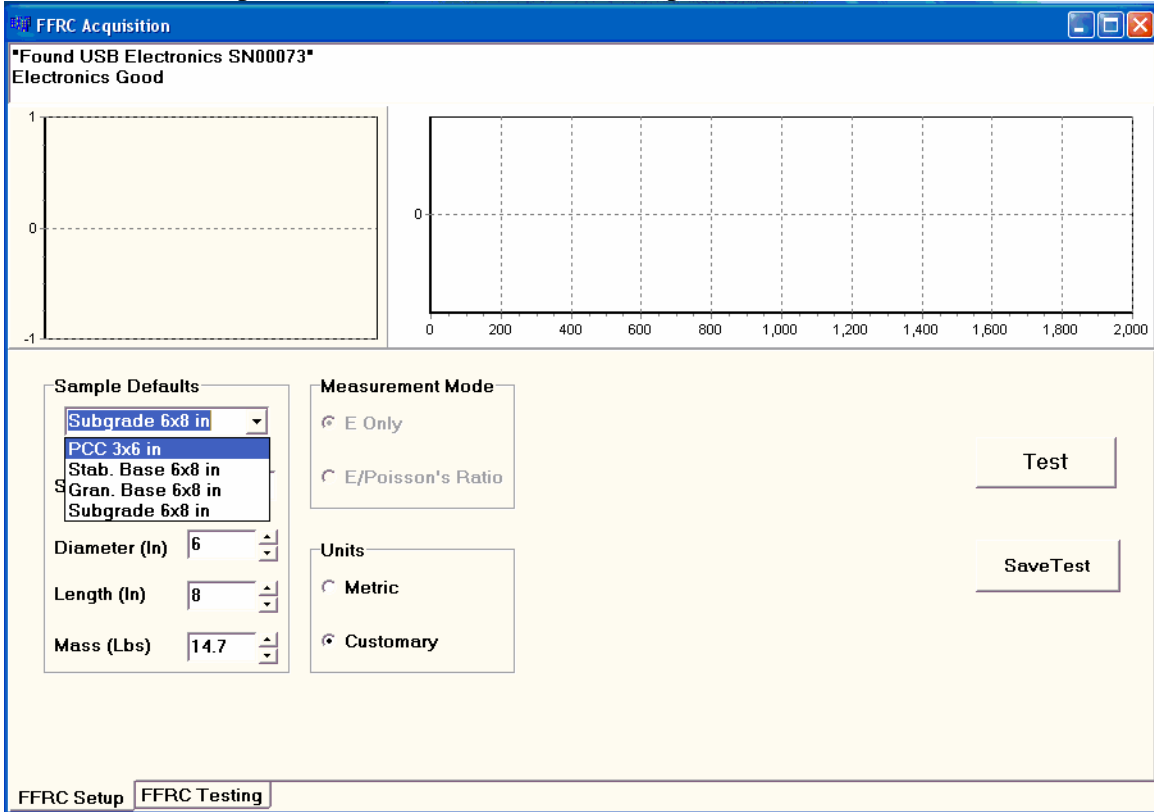 FFRC Acquisition
"Found USB Electronics SN00073"
Electronics Good
1
0
-1
0
0 200 400 600 800 1,000 1,200 1,400 1,600 1,800 2,000
Sample Defaults
Subgrade 6x8 in
PCC 3x6 in
Stab. Base 6x8 in
Gran. Base 6x8 in
Subgrade 6x8 in
Diameter (In) 6
Length (In) 8
Mass (Lbs) 14.7
Measurement Mode
E Only
E/Poisson's Ratio
Units
Metric
Customary
Test
SaveTest
FFRC Setup FFRC Testing